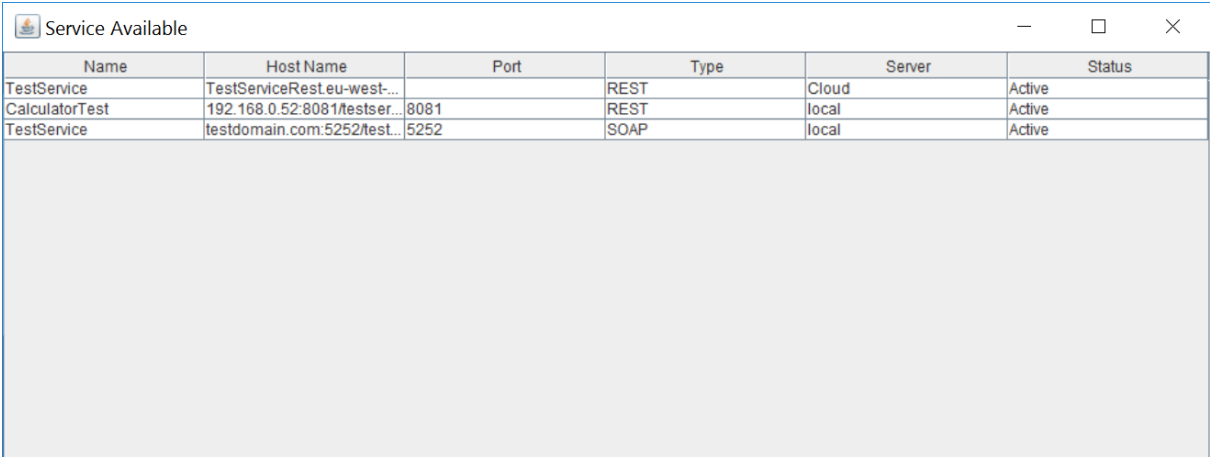 Service Available
Name Host Name Port Type Server Status
TestService TestServiceRest.eu-west-... REST Cloud Active
CalculatorTest 192.168.0.52:8081/testser... 8081 REST local Active
TestService testdomain.com:5252/test... 5252 SOAP local Active